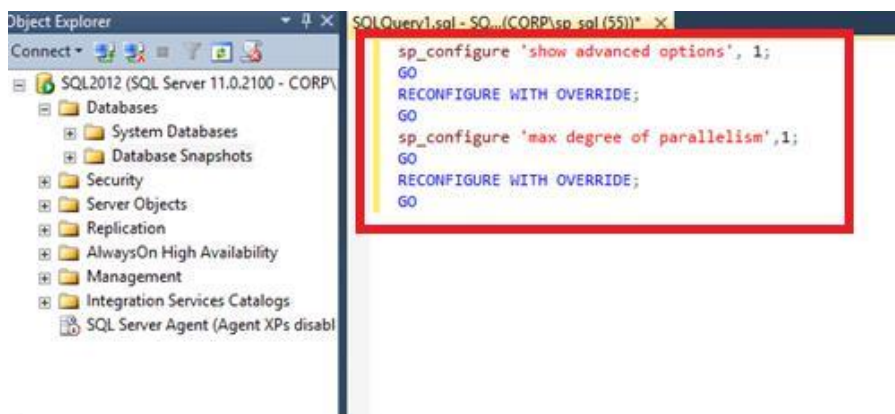 Object Explorer
Connect
SQL2012 (SQL Server 11.0.2100 - CORP\
Databases
System Databases
Database Snapshots
Security
Server Objects
Replication
AlwaysOn High Availability
Management
Integration Services Catalogs
SQL Server Agent (Agent XPs disabl
SQLQuery1.sql - SQ...(CORP\sp_sql (55))*
sp_configure 'show advanced options', 1;
GO
RECONFIGURE WITH OVERRIDE;
GO
sp_configure 'max degree of parallelism',1;
GO
RECONFIGURE WITH OVERRIDE;
GO